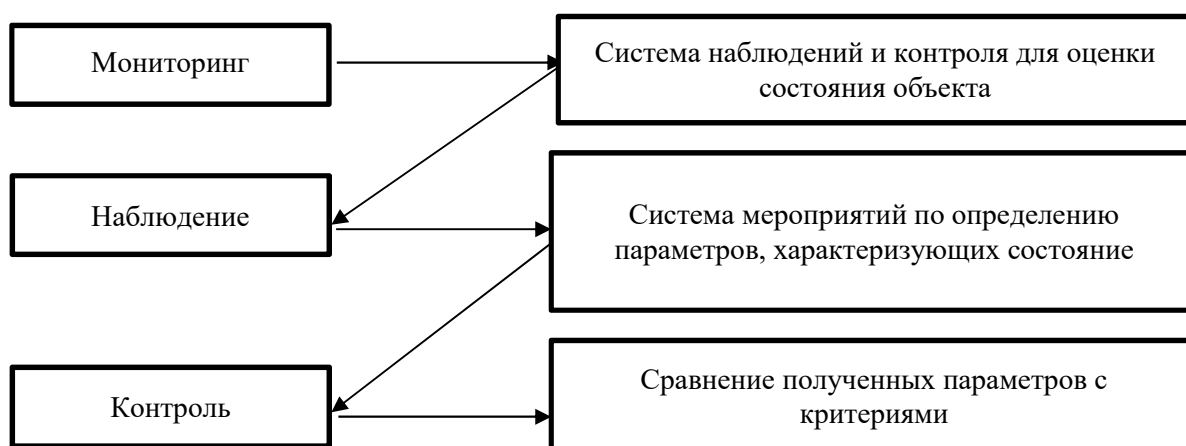 Мониторинг
Система наблюдений и контроля для оценки
состояния объекта
Наблюдение
Система мероприятий по определению
параметров, характеризующих состояние
Контроль
Сравнение полученных параметров с
критериями